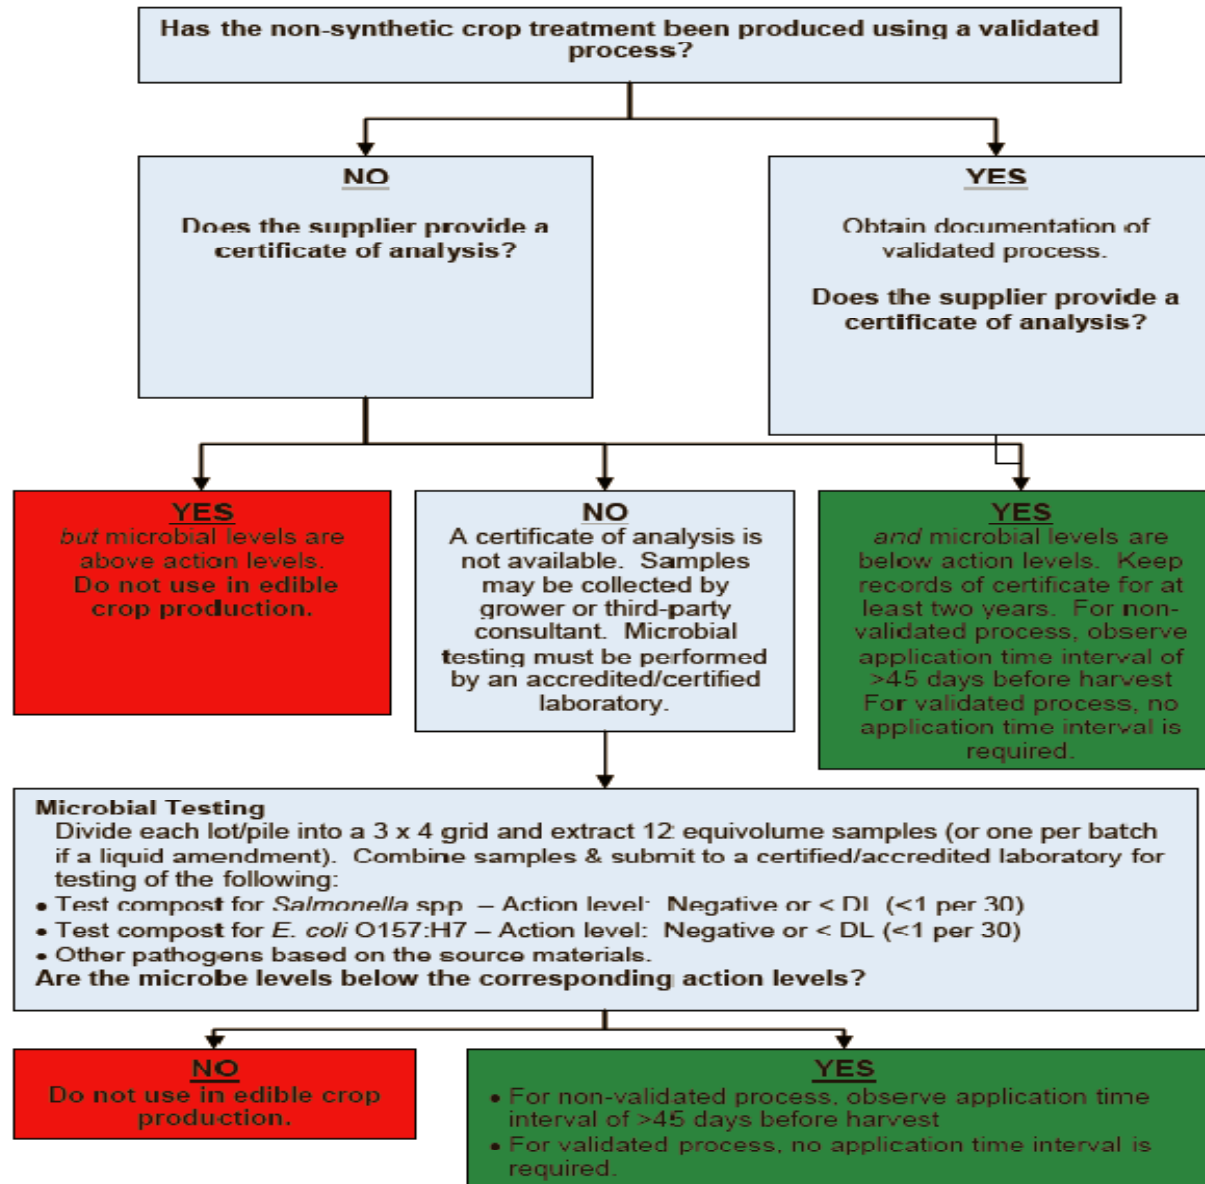 Has the non-synthetic crop treatment been produced using a validated
process?
NO
Does the supplier provide a
certificate of analysis?
YES
Obtain documentation of
validated process.
Does the supplier provide a
certificate of analysis?
YES
but microbial levels are
above action levels.
Do not use in edible
crop production.
NO
A certificate of analysis is
not available. Samples
may be collected by
grower or third-party
consultant. Microbial
testing must be performed
by an accredited/certified
laboratory.
YES
and microbial levels are
below action levels. Keep
records of certificate for at
least two years. For non-
validated process, observe
application time interval of
>45 days before harvest
For validated process, no
application time interval is
required.
Microbial Testing
Divide each lot/pile into a 3 x 4 grid and extract 12 equivolume samples (or one per batch
if a liquid amendment). Combine samples & submit to a certified/accredited laboratory for
testing of the following:
• Test compost for Salmonella spp – Action level: Negative or < DL (<1 per 30)
• Test compost for E. coli O157:H7 – Action level: Negative or < DL (<1 per 30)
• Other pathogens based on the source materials.
Are the microbe levels below the corresponding action levels?
NO
Do not use in edible crop
production.
YES
• For non-validated process, observe application time
interval of >45 days before harvest
• For validated process, no application time interval is
required.